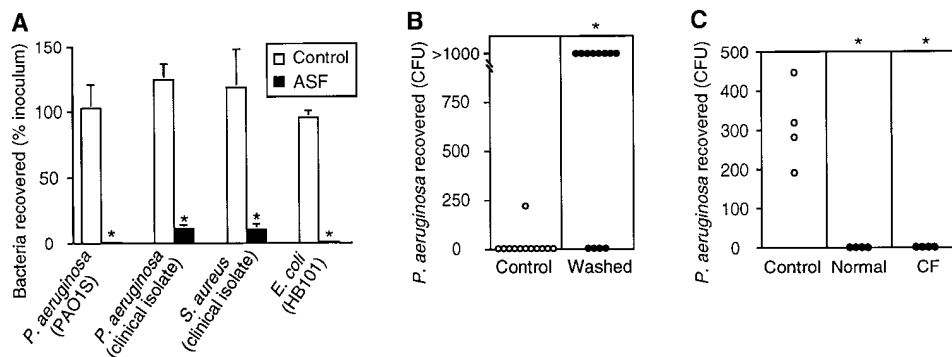 A
Bacteria recovered (% inoculum)
150
100
50
0
Control
ASF
*
*
*
*
P. aeruginosa
(PAO1S)
P. aeruginosa
(clinical isolate)
S. aureus
(clinical isolate)
E. coli
(HB101)
B
P. aeruginosa recovered (CFU)
*
>1000
750
500
250
0
Control
Washed
C
P. aeruginosa recovered (CFU)
*
*
500
400
300
200
100
0
Control
Normal
CF